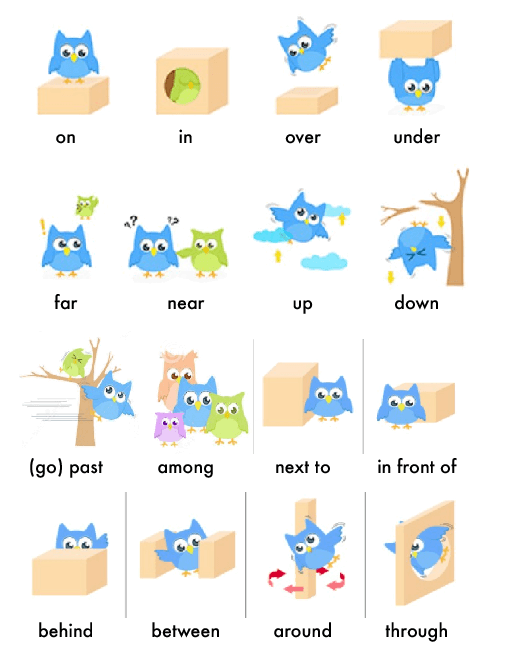 on in over under
far near up down
(go) past among next to in front of
behind between around through